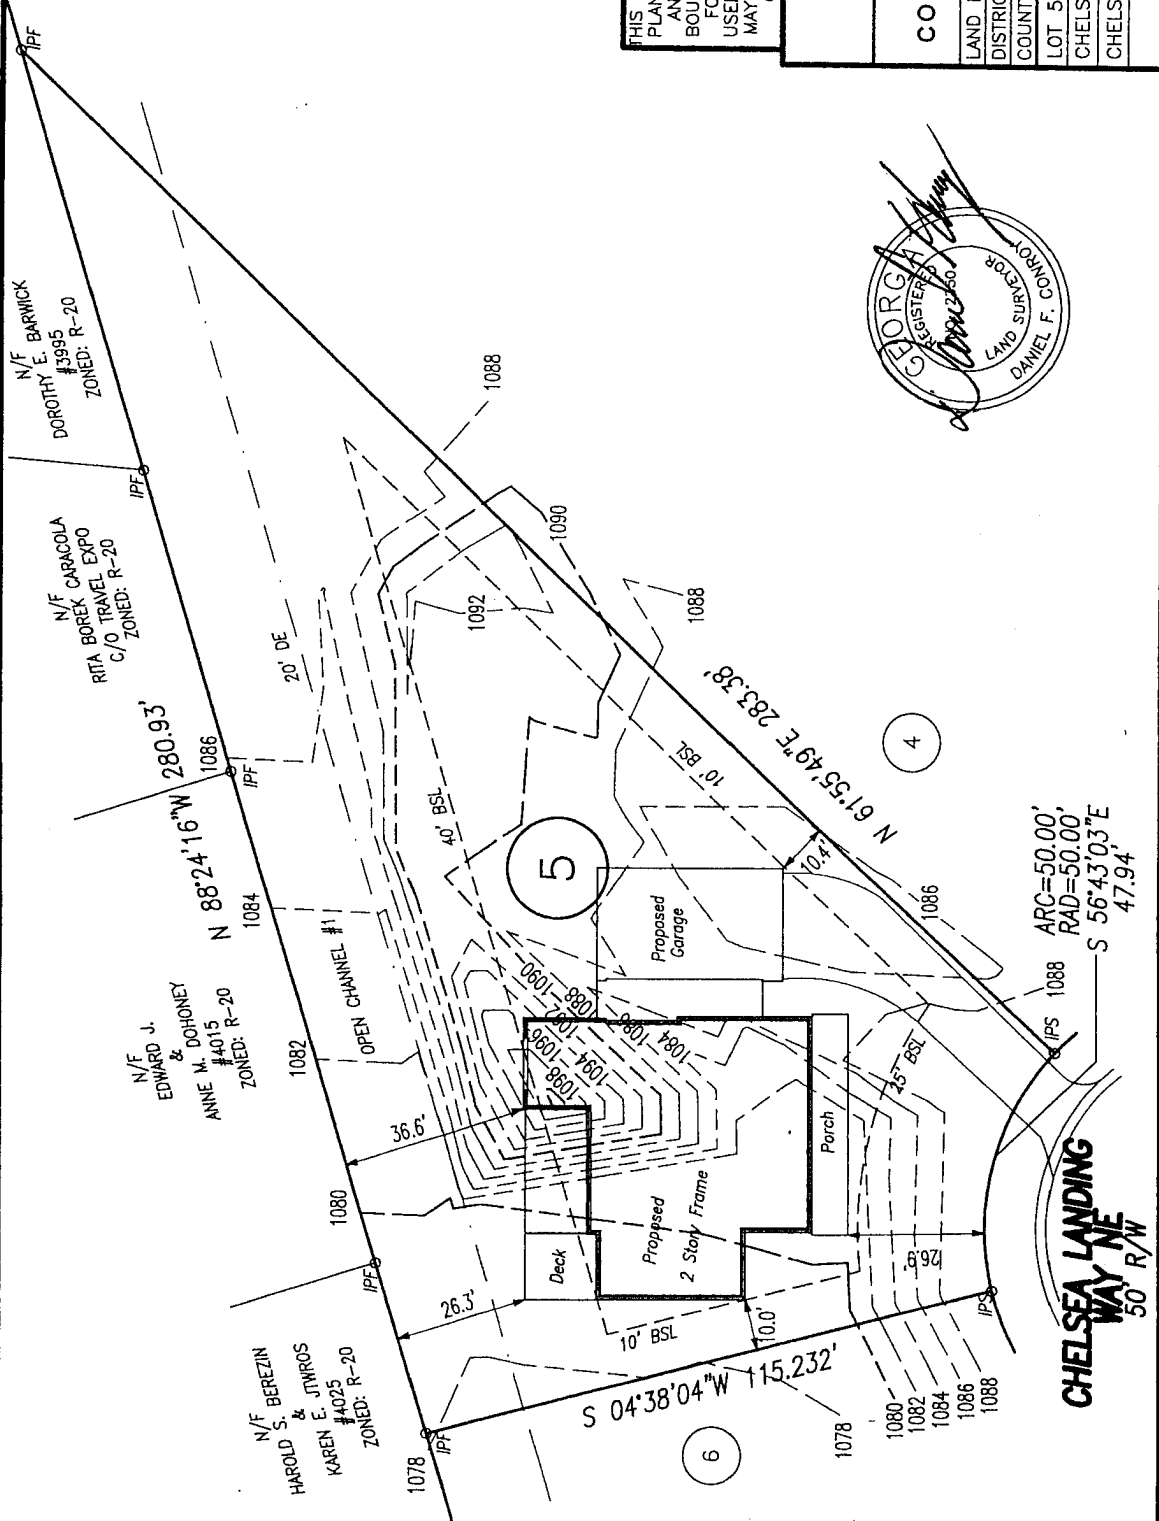 N/F
HAROLD S. BEREZIN
&
KAREN E. JTWROS
#4025
ZONED: R-20
N/F
EDWARD J.
&
ANNE M. DOHONEY
#4015
ZONED: R-20
N/F
RITA BOREK CARACOLA
C/O TRAVEL EXPO
ZONED: R-20
N/F
DOROTHY E. BARWICK
#3995
ZONED: R-20
1078
IPF
1080
IPF
1082
1084
N 88°24'16"W 280.93'
1086
IPF
IPF
IPF
OPEN CHANNEL #1
20' DE
40' BSL
36.6'
26.3'
Deck
Proposed
2 Story Frame
Porch
Proposed
Garage
1098
1096
1094
1092
1090
1088
1086
1084
5
1092
1090
1088
1088
10' BSL
10.4'
N 61°55'49"E 283.38'
4
1086
25' BSL
1088
IPS
ARC=50.00'
RAD=50.00'
S 56°43'03"E
47.94'
10' BSL
10.0'
26.9'
IPS
S 04°38'04"W 115.232'
6
1078
1080
1082
1084
1086
1088
CHELSEA LANDING
WAY NE
50' R/W
GEORGIA
REGISTERED
LAND SURVEYOR
DANIEL F. CONROY
THIS
PLAN
AN
BOU
FO
USE
MAY
CO
LAND
DISTRIC
COUNT
LOT 5
CHELS
CHELS